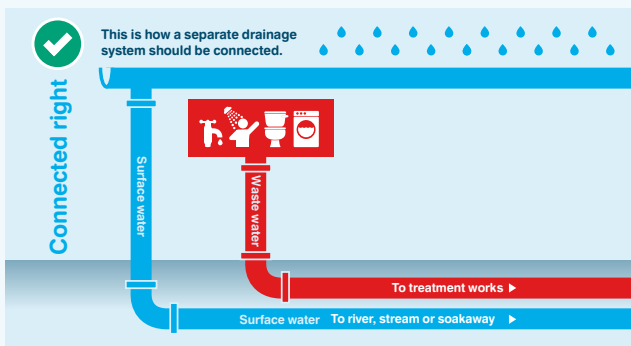 This is how a separate drainage
system should be connected.
Connected right
Surface water
Waste water
To treatment works ▶
Surface water To river, stream or soakaway ▶